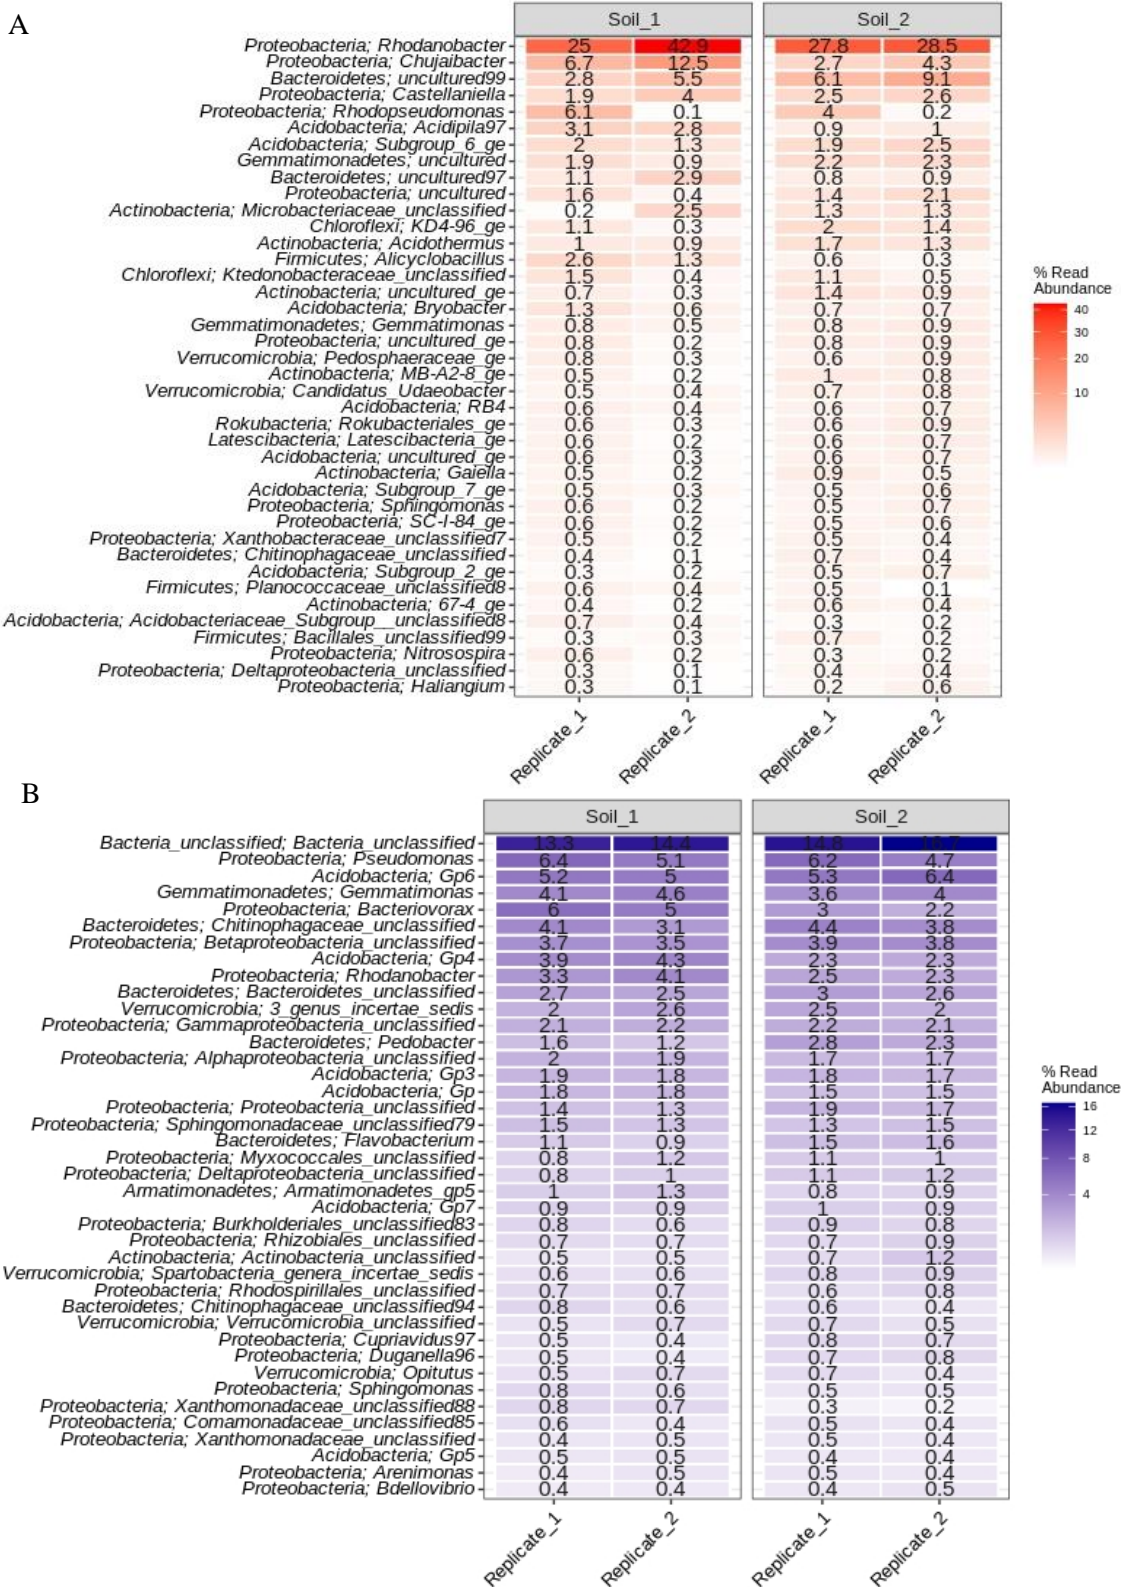 A
Soil_1 Soil_2
Proteobacteria; Rhodanobacter 25 42.9 27.8 28.5
Proteobacteria; Chujaibacter 6.7 12.5 2.7 4.3
Bacteroidetes; uncultured99 2.8 5.5 6.1 9.1
Proteobacteria; Castellaniella 1.9 4 2.5 2.6
Proteobacteria; Rhodopseudomonas 6.1 0.1 4 0.2
Acidobacteria; Acidipila97 3.1 2.8 0.9 1
Acidobacteria; Subgroup_6_ge 2 1.3 1.9 2.5
Gemmatimonadetes; uncultured 1.9 0.9 2.2 2.3
Bacteroidetes; uncultured97 1.1 2.9 0.8 0.9
Proteobacteria; uncultured 1.6 0.4 1.4 2.1
Actinobacteria; Microbacteriaceae_unclassified 0.2 2.5 1.3 1.3
Chloroflexi; KD4-96_ge 1.1 0.3 2 1.4
Actinobacteria; Acidothermus 1 0.9 1.7 1.3
Firmicutes; Alicyclobacillus 2.6 1.3 0.6 0.3
Chloroflexi; Ktedonobacteraceae_unclassified 1.5 0.4 1.1 0.5
Actinobacteria; uncultured_ge 0.7 0.3 1.4 0.9
Acidobacteria; Bryobacter 1.3 0.6 0.7 0.7
Gemmatimonadetes; Gemmatimonas 0.8 0.5 0.8 0.9
Proteobacteria; uncultured_ge 0.8 0.2 0.8 0.9
Verrucomicrobia; Pedosphaeraceae_ge 0.8 0.3 0.6 0.9
Actinobacteria; MB-A2-8_ge 0.5 0.2 1 0.8
Verrucomicrobia; Candidatus_Udaeobacter 0.5 0.4 0.7 0.8
Acidobacteria; RB4 0.6 0.4 0.6 0.7
Rokubacteria; Rokubacteriales_ge 0.6 0.3 0.6 0.9
Latescibacteria; Latescibacteria_ge 0.6 0.2 0.6 0.7
Acidobacteria; uncultured_ge 0.6 0.3 0.6 0.7
Actinobacteria; Gaiella 0.5 0.2 0.9 0.5
Acidobacteria; Subgroup_7_ge 0.5 0.3 0.5 0.6
Proteobacteria; Sphingomonas 0.6 0.2 0.5 0.7
Proteobacteria; SC-I-84_ge 0.6 0.2 0.5 0.6
Proteobacteria; Xanthobacteraceae_unclassified7 0.5 0.2 0.5 0.4
Bacteroidetes; Chitinophagaceae_unclassified 0.4 0.1 0.7 0.4
Acidobacteria; Subgroup_2_ge 0.3 0.2 0.5 0.7
Firmicutes; Planococcaceae_unclassified8 0.6 0.4 0.5 0.1
Actinobacteria; 67-4_ge 0.4 0.2 0.6 0.4
Acidobacteria; Acidobacteriaceae_Subgroup__unclassified8 0.7 0.4 0.3 0.2
Firmicutes; Bacillales_unclassified99 0.3 0.3 0.7 0.2
Proteobacteria; Nitrosospira 0.6 0.2 0.3 0.2
Proteobacteria; Deltaproteobacteria_unclassified 0.3 0.1 0.4 0.4
Proteobacteria; Haliangium 0.3 0.1 0.2 0.6
Replicate_1 Replicate_2 Replicate_1 Replicate_2
% Read
Abundance
40
30
20
10
B
Soil_1 Soil_2
Bacteria_unclassified; Bacteria_unclassified 13.3 14.4 14.8
Proteobacteria; Pseudomonas 6.4 5.1 6.2 4.7
Acidobacteria; Gp6 5.2 5 5.3 6.4
Gemmatimonadetes; Gemmatimonas 4.1 4.6 3.6 4
Proteobacteria; Bacteriovorax 6 5 3 2.2
Bacteroidetes; Chitinophagaceae_unclassified 4.1 3.1 4.4 3.8
Proteobacteria; Betaproteobacteria_unclassified 3.7 3.5 3.9 3.8
Acidobacteria; Gp4 3.9 4.3 2.3 2.3
Proteobacteria; Rhodanobacter 3.3 4.1 2.5 2.3
Bacteroidetes; Bacteroidetes_unclassified 2.7 2.5 3 2.6
Verrucomicrobia; 3_genus_incertae_sedis 2 2.6 2.5 2
Proteobacteria; Gammaproteobacteria_unclassified 2.1 2.2 2.2 2.1
Bacteroidetes; Pedobacter 1.6 1.2 2.8 2.3
Proteobacteria; Alphaproteobacteria_unclassified 2 1.9 1.7 1.7
Acidobacteria; Gp3 1.9 1.8 1.8 1.7
Acidobacteria; Gp 1.8 1.8 1.5 1.5
Proteobacteria; Proteobacteria_unclassified 1.4 1.3 1.9 1.7
Proteobacteria; Sphingomonadaceae_unclassified79 1.5 1.3 1.3 1.5
Bacteroidetes; Flavobacterium 1.1 0.9 1.5 1.6
Proteobacteria; Myxococcales_unclassified 0.8 1.2 1.1 1
Proteobacteria; Deltaproteobacteria_unclassified 0.8 1 1.1 1.2
Armatimonadetes; Armatimonadetes_gp5 1 1.3 0.8 0.9
Acidobacteria; Gp7 0.9 0.9 1 0.9
Proteobacteria; Burkholderiales_unclassified83 0.8 0.6 0.9 0.8
Proteobacteria; Rhizobiales_unclassified 0.7 0.7 0.7 0.9
Actinobacteria; Actinobacteria_unclassified 0.5 0.5 0.7 1.2
Verrucomicrobia; Spartobacteria_genera_incertae_sedis 0.6 0.6 0.8 0.9
Proteobacteria; Rhodospirillales_unclassified 0.7 0.7 0.6 0.8
Bacteroidetes; Chitinophagaceae_unclassified94 0.8 0.6 0.6 0.4
Verrucomicrobia; Verrucomicrobia_unclassified 0.5 0.7 0.7 0.5
Proteobacteria; Cupriavidus97 0.5 0.4 0.8 0.7
Proteobacteria; Duganella96 0.5 0.4 0.7 0.8
Verrucomicrobia; Opitutus 0.5 0.7 0.7 0.4
Proteobacteria; Sphingomonas 0.8 0.6 0.5 0.5
Proteobacteria; Xanthomonadaceae_unclassified88 0.8 0.7 0.3 0.2
Proteobacteria; Comamonadaceae_unclassified85 0.6 0.4 0.5 0.4
Proteobacteria; Xanthomonadaceae_unclassified 0.4 0.5 0.5 0.4
Acidobacteria; Gp5 0.5 0.5 0.4 0.4
Proteobacteria; Arenimonas 0.4 0.5 0.5 0.4
Proteobacteria; Bdellovibrio 0.4 0.4 0.4 0.5
Replicate_1 Replicate_2 Replicate_1 Replicate_2
% Read
Abundance
16
12
8
4